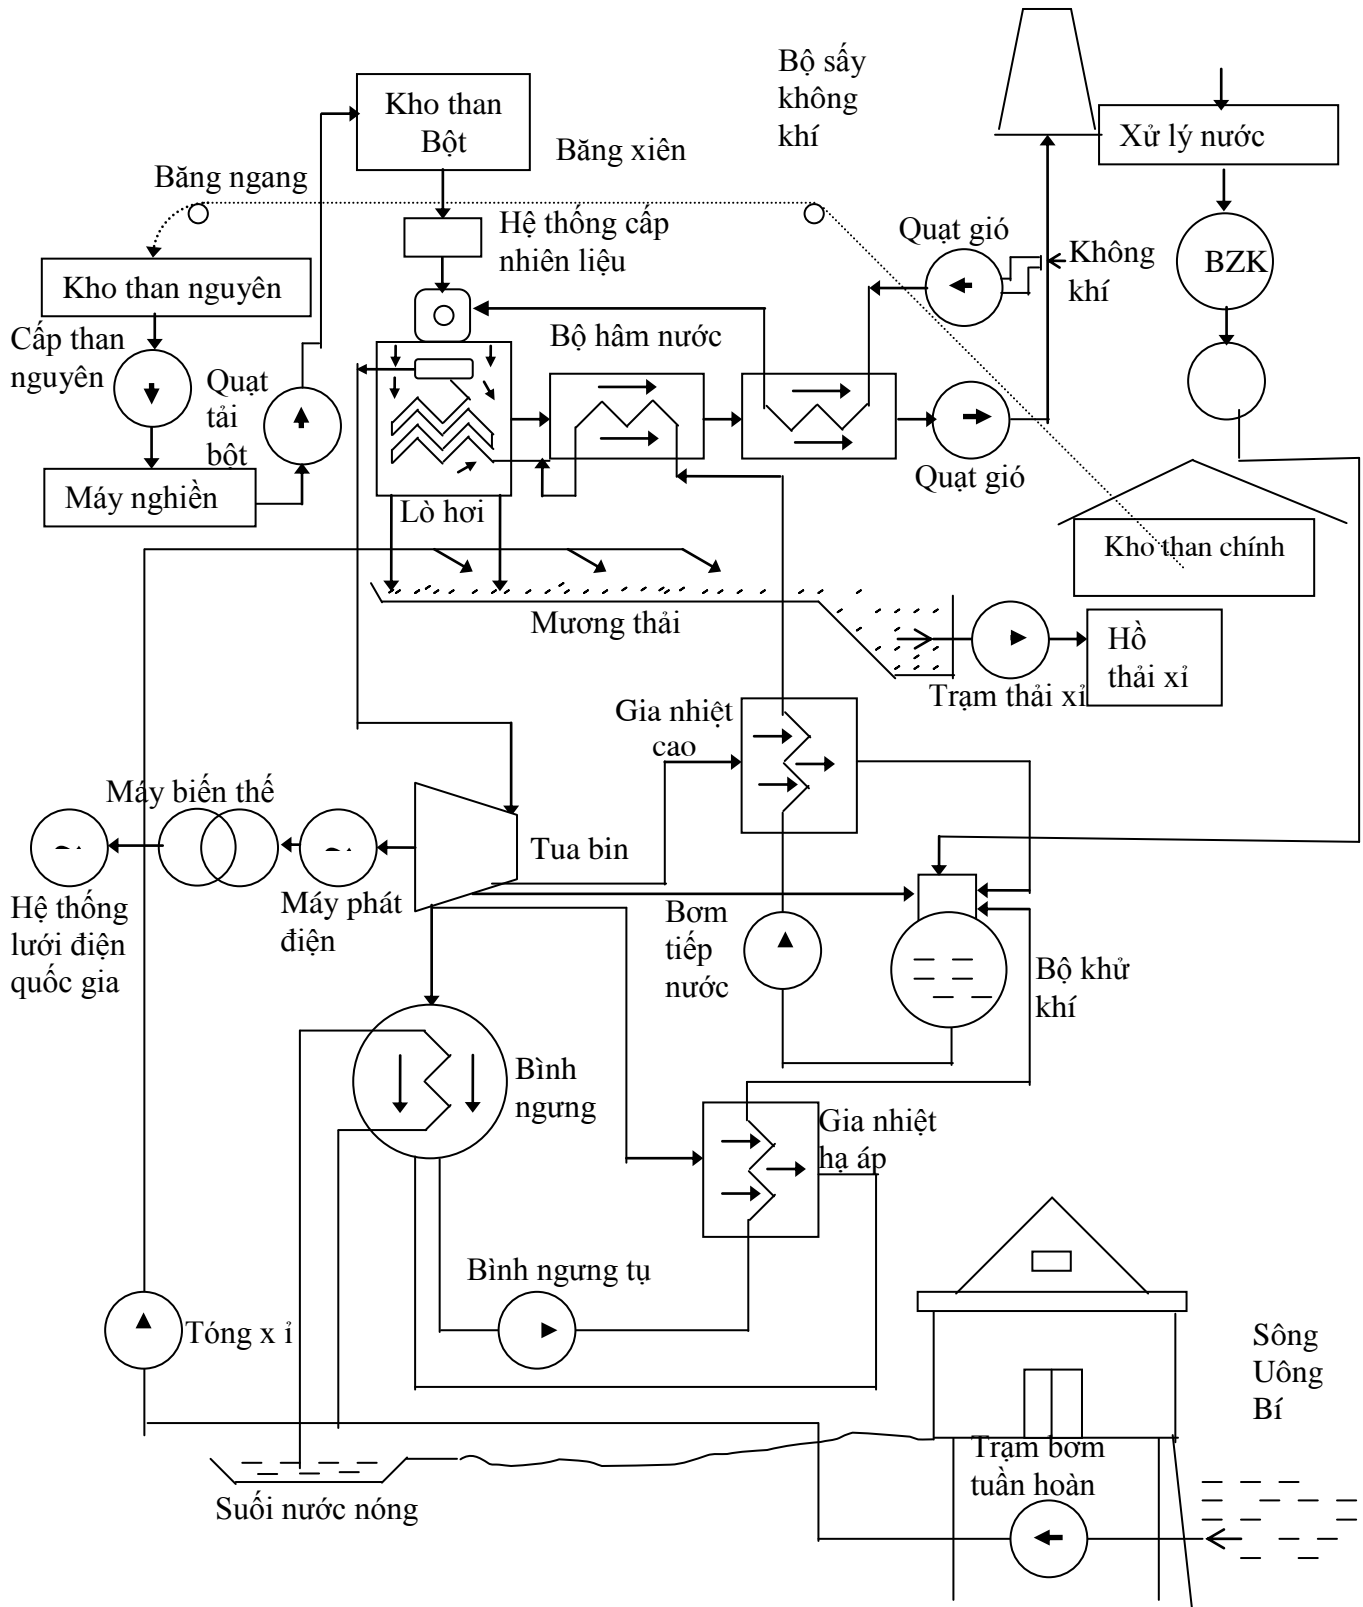 Bộ sấy
không
khí
Kho than
Bột
Xử lý nước
Băng xiên
Băng ngang
Hệ thống cấp
nhiên liệu
Quạt gió
Không
khí
BZK
Kho than nguyên
Cấp than
nguyên
Bộ hâm nước
Quạt
tải
bột
Quạt gió
Máy nghiền
Lò hơi
Kho than chính
Mương thải
Hồ
thải xỉ
Trạm thải xỉ
Gia nhiệt
cao
Máy biến thế
Tua bin
Hệ thống
lưới điện
quốc gia
Máy phát
điện
Bơm
tiếp
nước
Bộ khử
khí
Bình
ngưng
Gia nhiệt
hạ áp
Bình ngưng tụ
Tóng x ỉ
Sông
Uông
Bí
Trạm bơm
tuần hoàn
Suối nước nóng